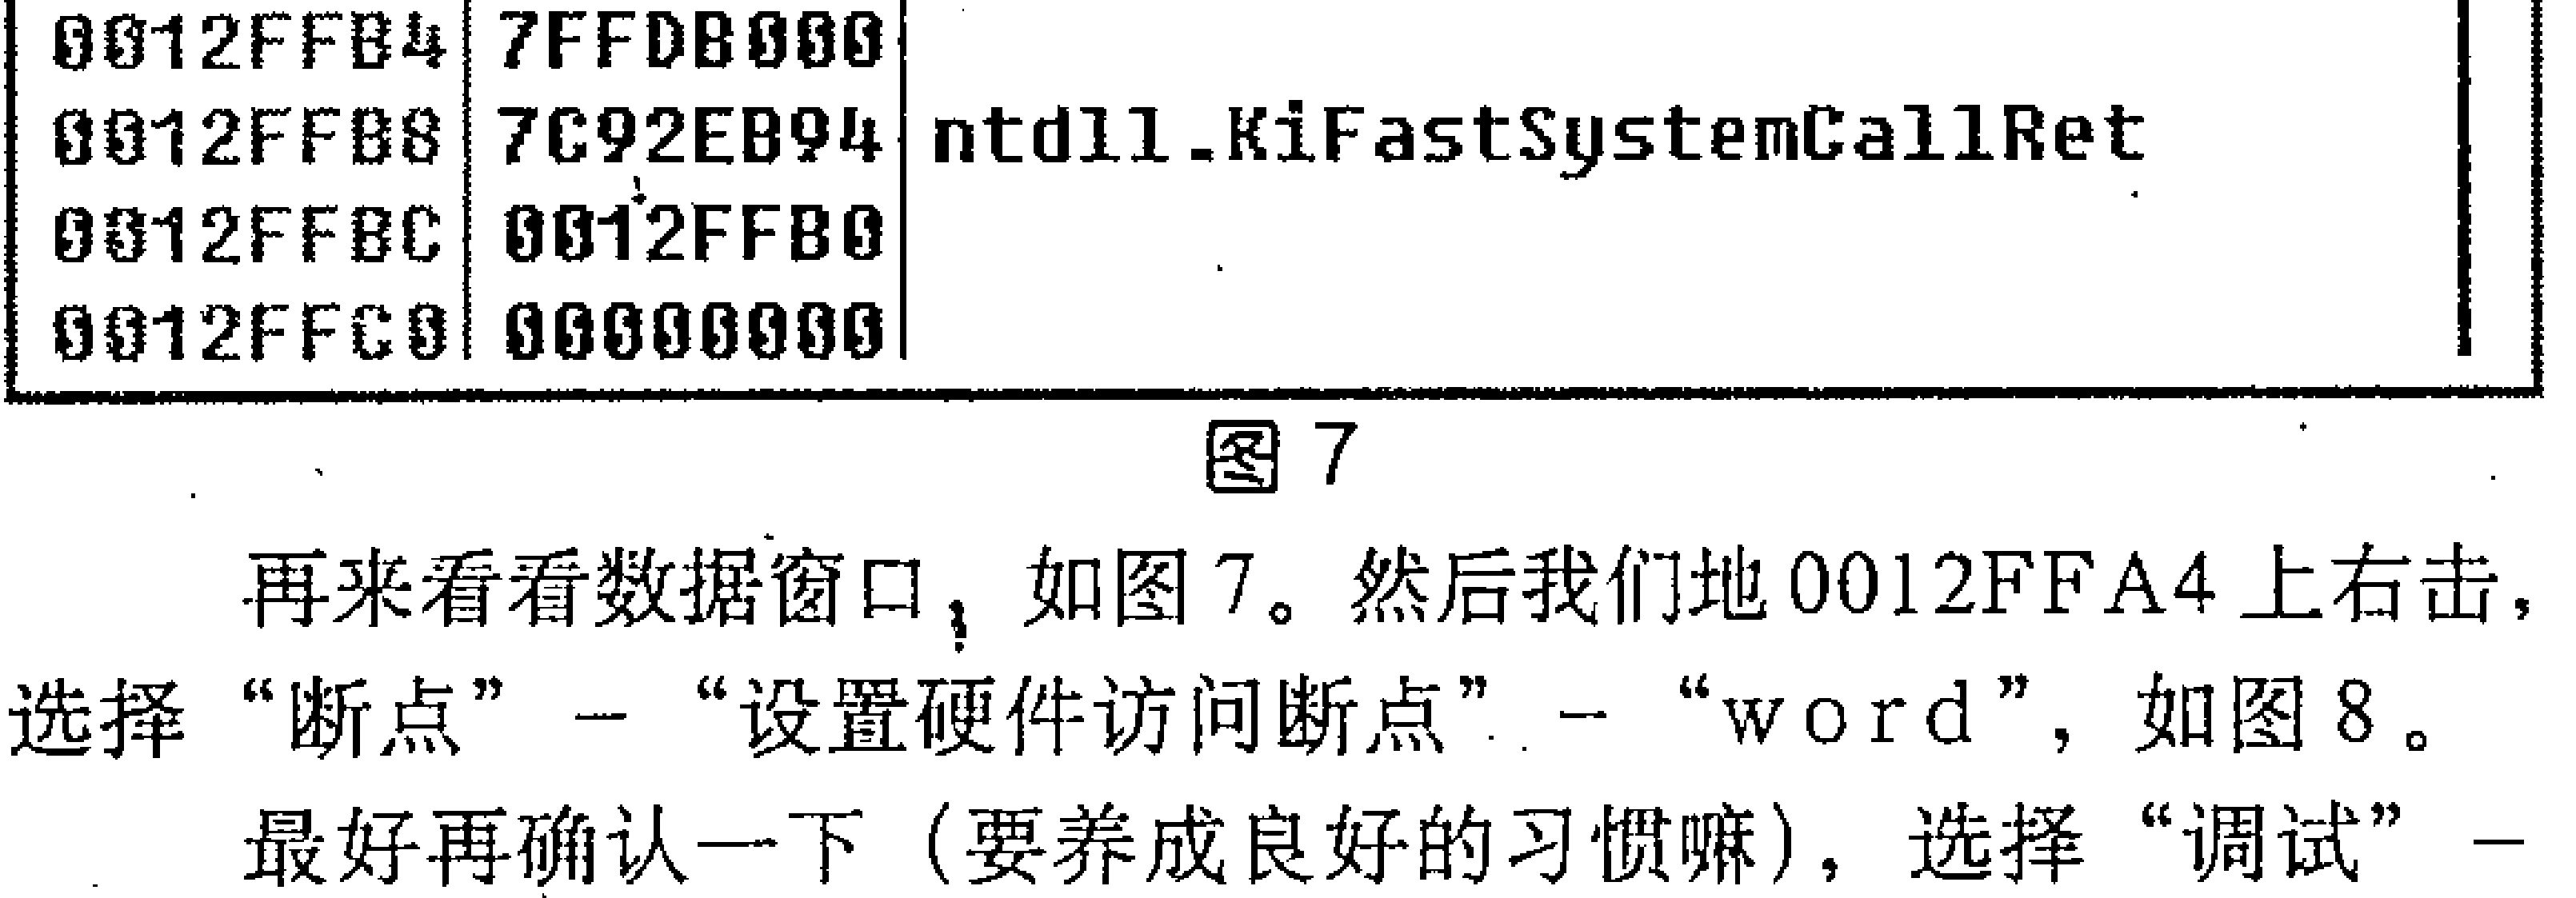 0012FFB4 7FFDB000
0012FFB8 7C92EB94 ntdll.KiFastSystemCallRet
0012FFBC 0012FFB0
0012FFC0 00000000
图 7
再来看看数据窗口，如图 7。然后我们地 0012FFA4 上右击，
选择“断点” － “设置硬件访问断点” － “word”，如图 8。
最好再确认一下（要养成良好的习惯嘛），选择“调试” －